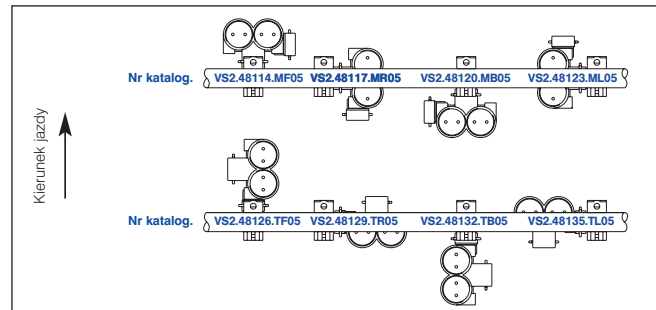 Nr katalog. VS2.48114.MF05 VS2.48117.MR05 VS2.48120.MB05 VS2.48123.ML05
Kierunek jazdy
Nr katalog. VS2.48126.TF05 VS2.48129.TR05 VS2.48132.TB05 VS2.48135.TL05